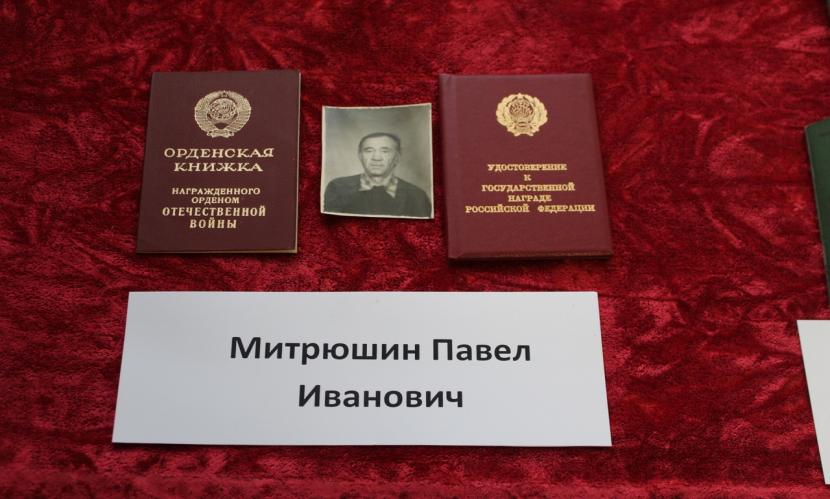 ОРДЕНСКАЯ
КНИЖКА
НАГРАЖДЕННОГО
ОРДЕНОМ
ОТЕЧЕСТВЕННОЙ
ВОЙНЫ
УДОСТОВЕРЕНИЕ
К
ГОСУДАРСТВЕННОЙ
НАГРАДЕ
РОССИЙСКОЙ ФЕДЕРАЦИИ
Митрюшин Павел
Иванович